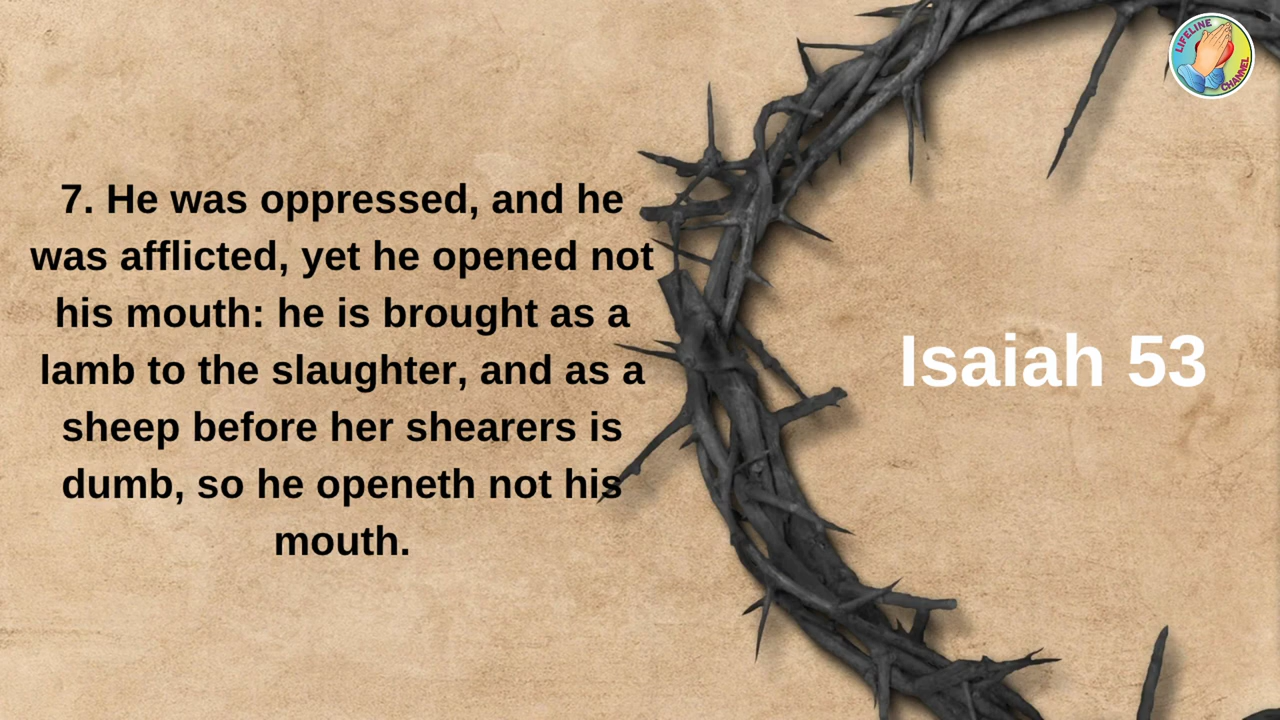 LIFELINE
CHANNEL
7. He was oppressed, and he
was afflicted, yet he opened not
his mouth: he is brought as a
lamb to the slaughter, and as a
sheep before her shearers is
dumb, so he openeth not his
mouth.
Isaiah 53